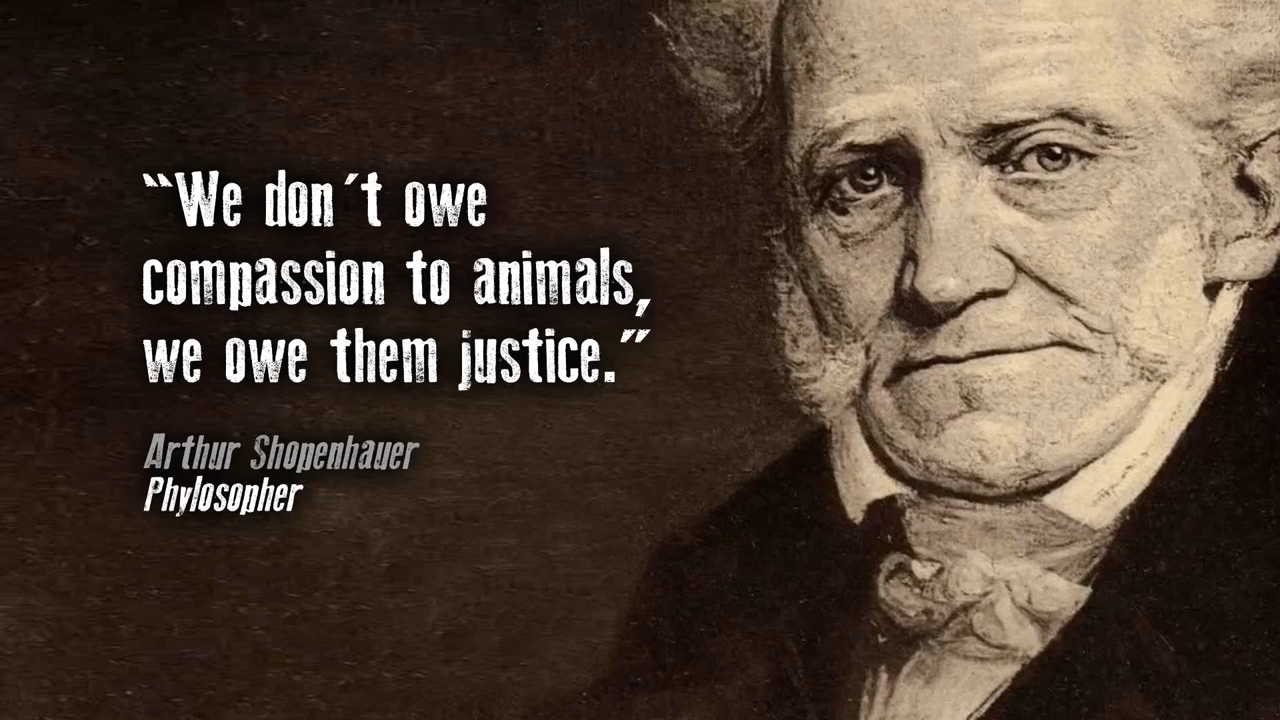 “We don´t owe
compassion to animals,
we owe them justice.”
Arthur Shopenhauer
Phylosopher